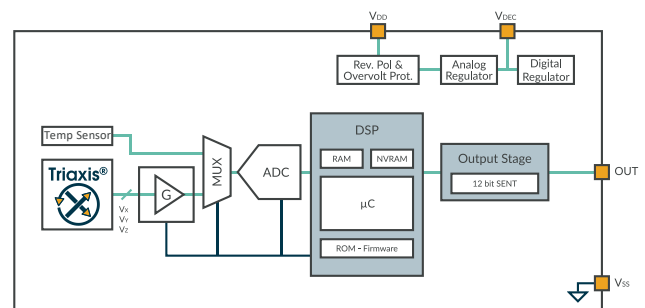 VDD
VDEC
Rev. Pol &
Overvolt Prot.
Analog
Regulator
Digital
Regulator
DSP
Temp Sensor
RAM
NVRAM
MUX
ADC
Output Stage
Triaxis®
OUT
12 bit SENT
G
μC
VX
VY
VZ
ROM – Firmware
VSS